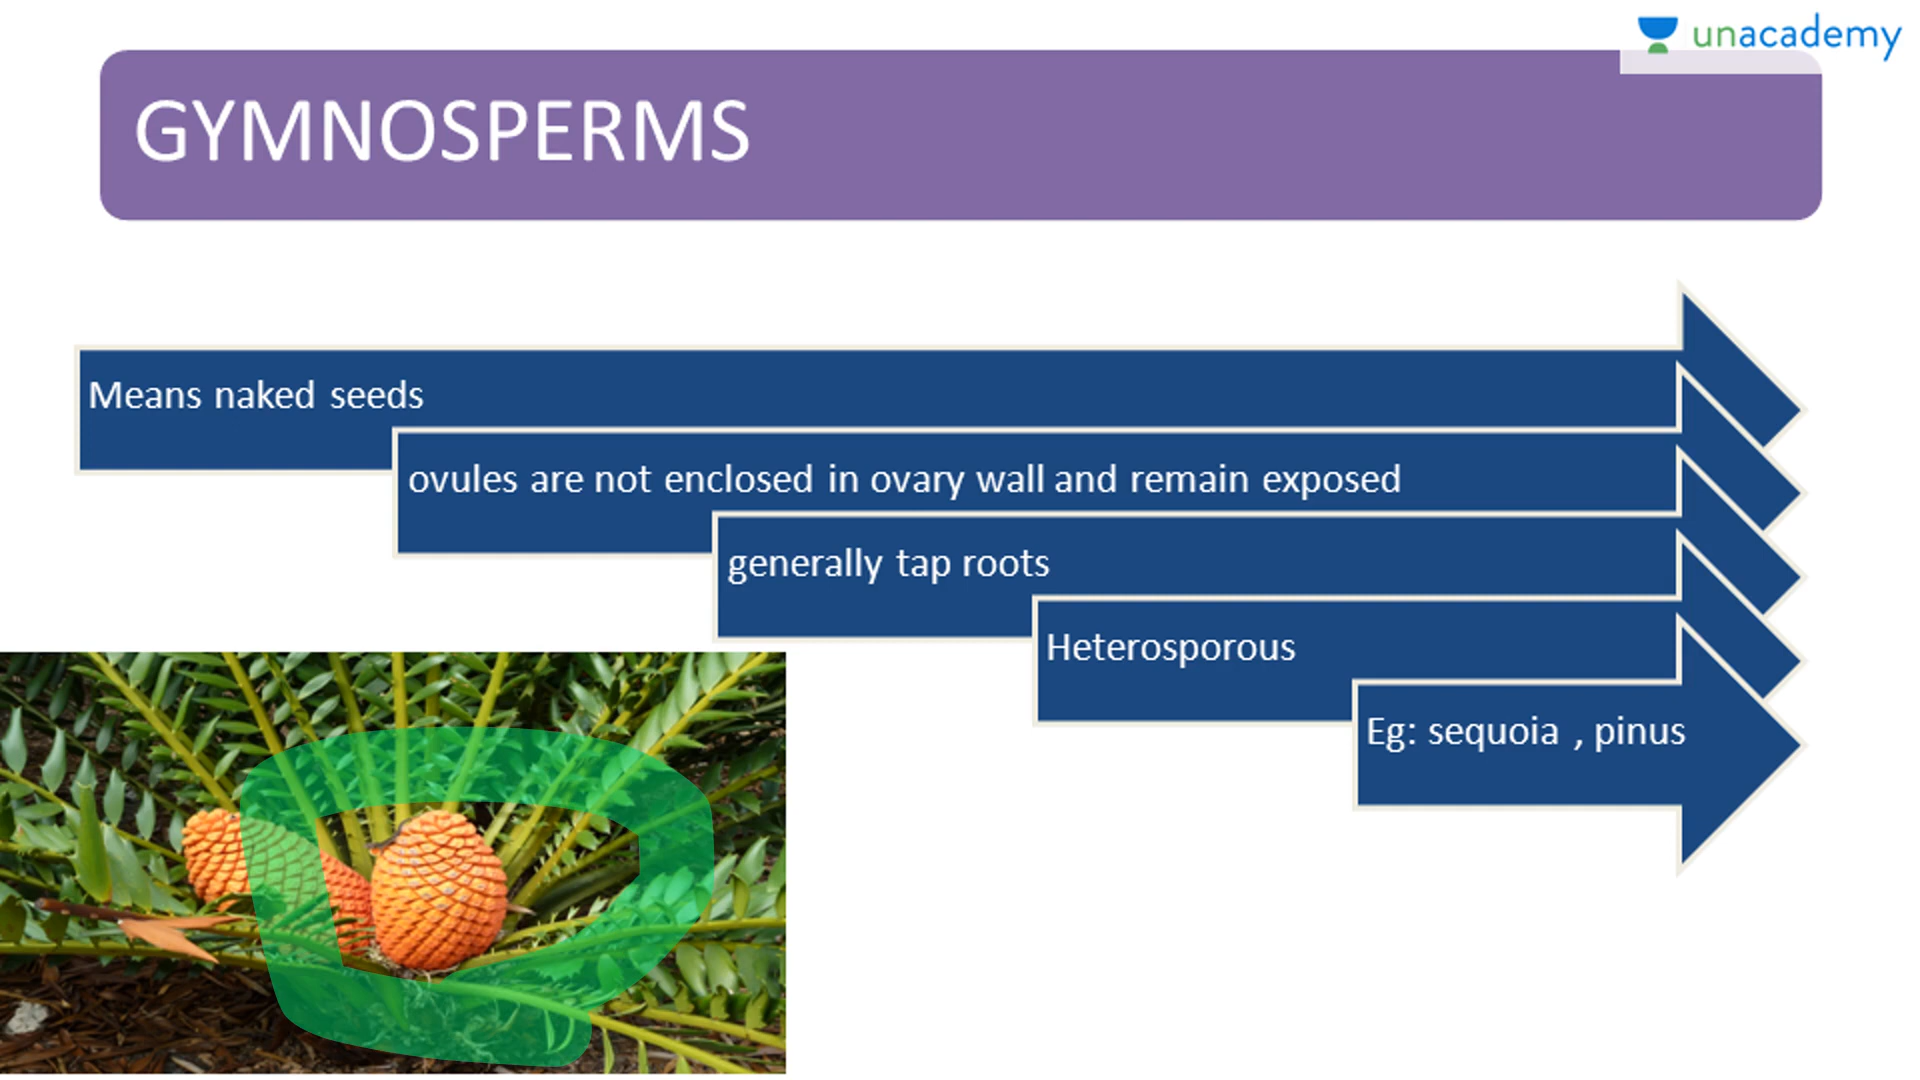 unacademy
GYMNOSPERMS
Means naked seeds
ovules are not enclosed in ovary wall and remain exposed
generally tap roots
Heterosporous
Eg: sequoia , pinus